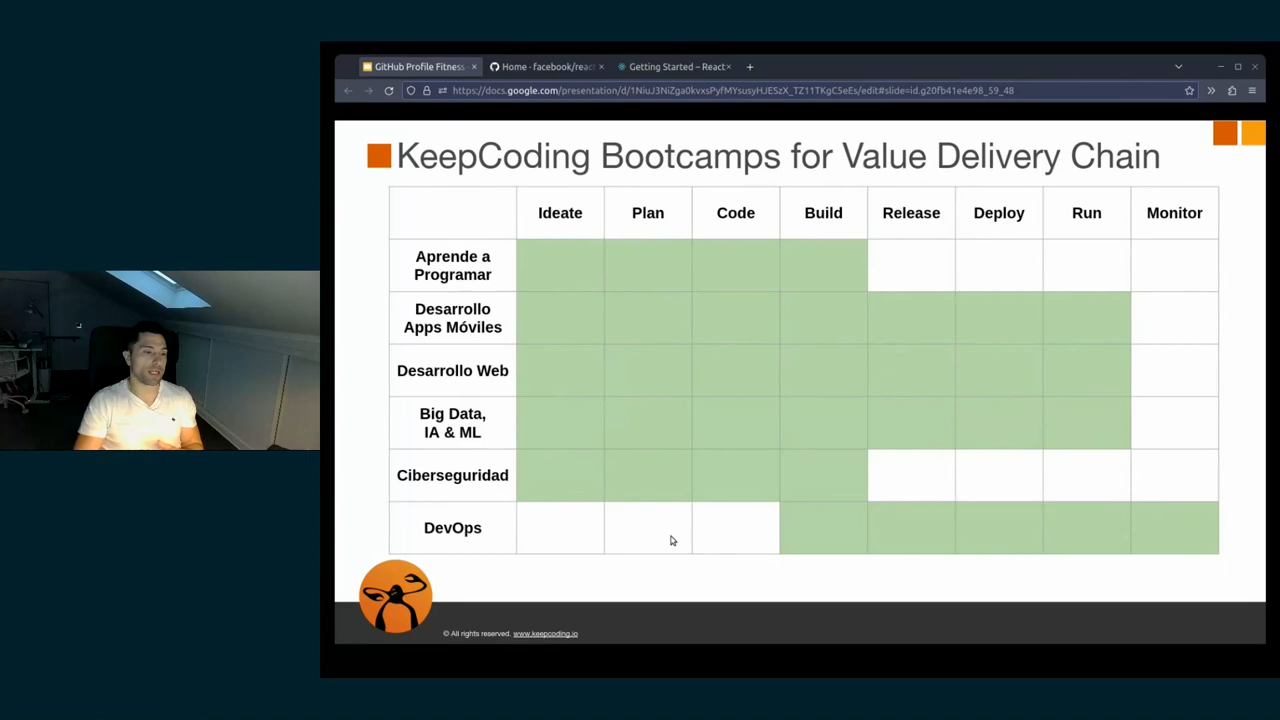 GitHub Profile Fitness
Home · facebook/reac
Getting Started – React
https://docs.google.com/presentation/d/1NiuJ3NiZga0kvxsPyfMYsusyHJESzX_TZ11TKgC5eEs/edit#slide=id.g20fb41e4e98_59_48
KeepCoding Bootcamps for Value Delivery Chain
Ideate Plan Code Build Release Deploy Run Monitor
Aprende a
Programar
Desarrollo
Apps Móviles
Desarrollo Web
Big Data,
IA & ML
Ciberseguridad
DevOps
© All rights reserved. www.keepcoding.io